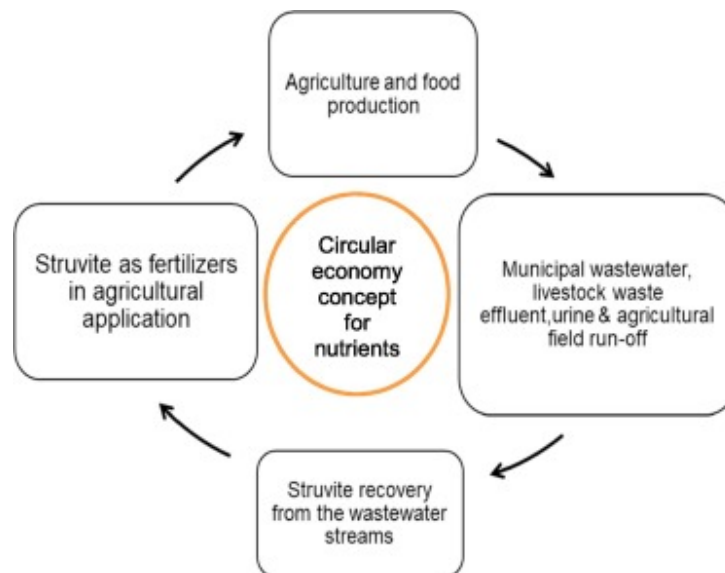 Agriculture and food
production
Struvite as fertilizers
in agricultural
application
Circular
economy
concept
for
nutrients
Municipal wastewater,
livestock waste
effluent,urine & agricultural
field run-off
Struvite recovery
from the wastewater
streams